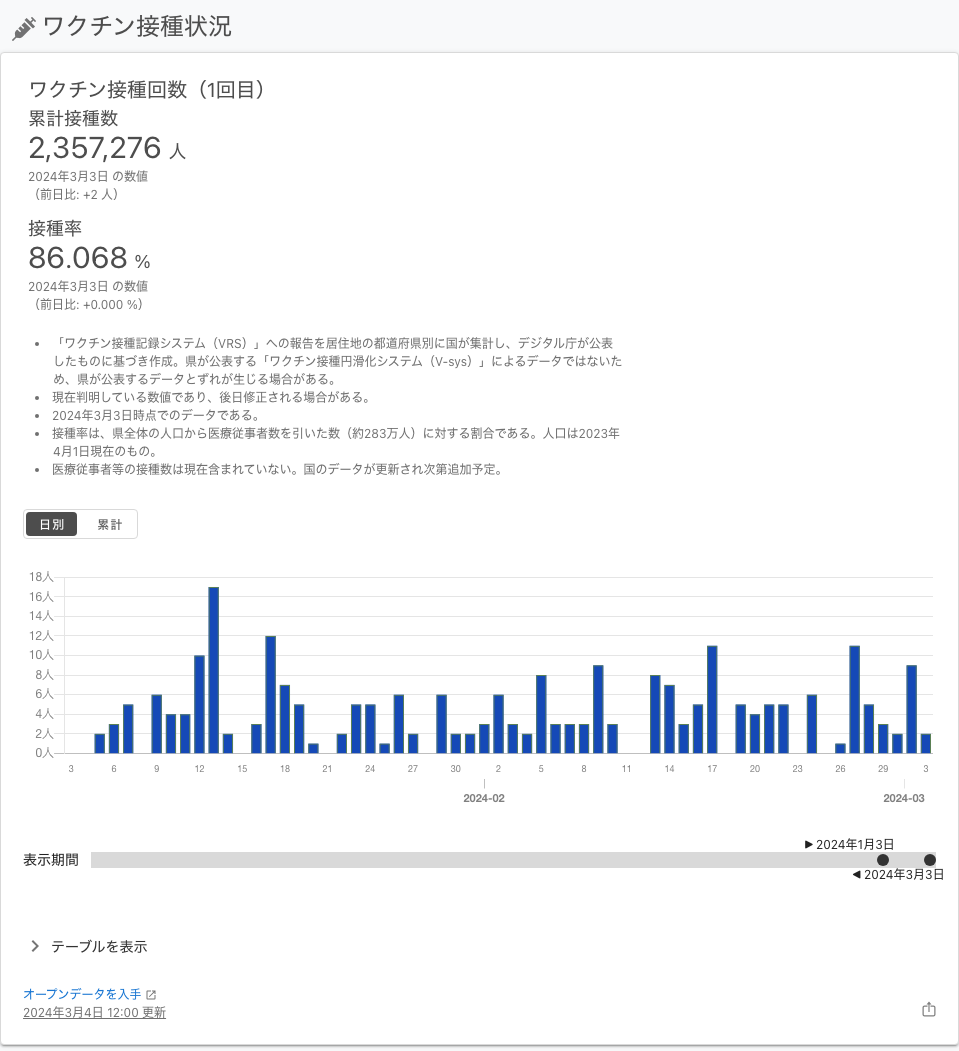 ワクチン接種状況
ワクチン接種回数（1回目）
累計接種数
2,357,276 人
2024年3月3日 の数値
（前日比: +2 人）
接種率
86.068 %
2024年3月3日 の数値
（前日比: +0.000 %）
• 「ワクチン接種記録システム（VRS）」への報告を居住地の都道府県別に国が集計し、デジタル庁が公表
したものに基づき作成。県が公表する「ワクチン接種円滑化システム（V-sys）」によるデータではないた
め、県が公表するデータとずれが生じる場合がある。
• 現在判明している数値であり、後日修正される場合がある。
• 2024年3月3日時点でのデータである。
• 接種率は、県全体の人口から医療従事者数を引いた数（約283万人）に対する割合である。人口は2023年
4月1日現在のもの。
• 医療従事者等の接種数は現在含まれていない。国のデータが更新され次第追加予定。
日別 累計
18人
16人
14人
12人
10人
8人
6人
4人
2人
0人
3 6 9 12 15 18 21 24 27 30 2 5 8 11 14 17 20 23 26 29 3
2024-02 2024-03
▶ 2024年1月3日
表示期間
◀ 2024年3月3日
テーブルを表示
オープンデータを入手
2024年3月4日 12:00 更新